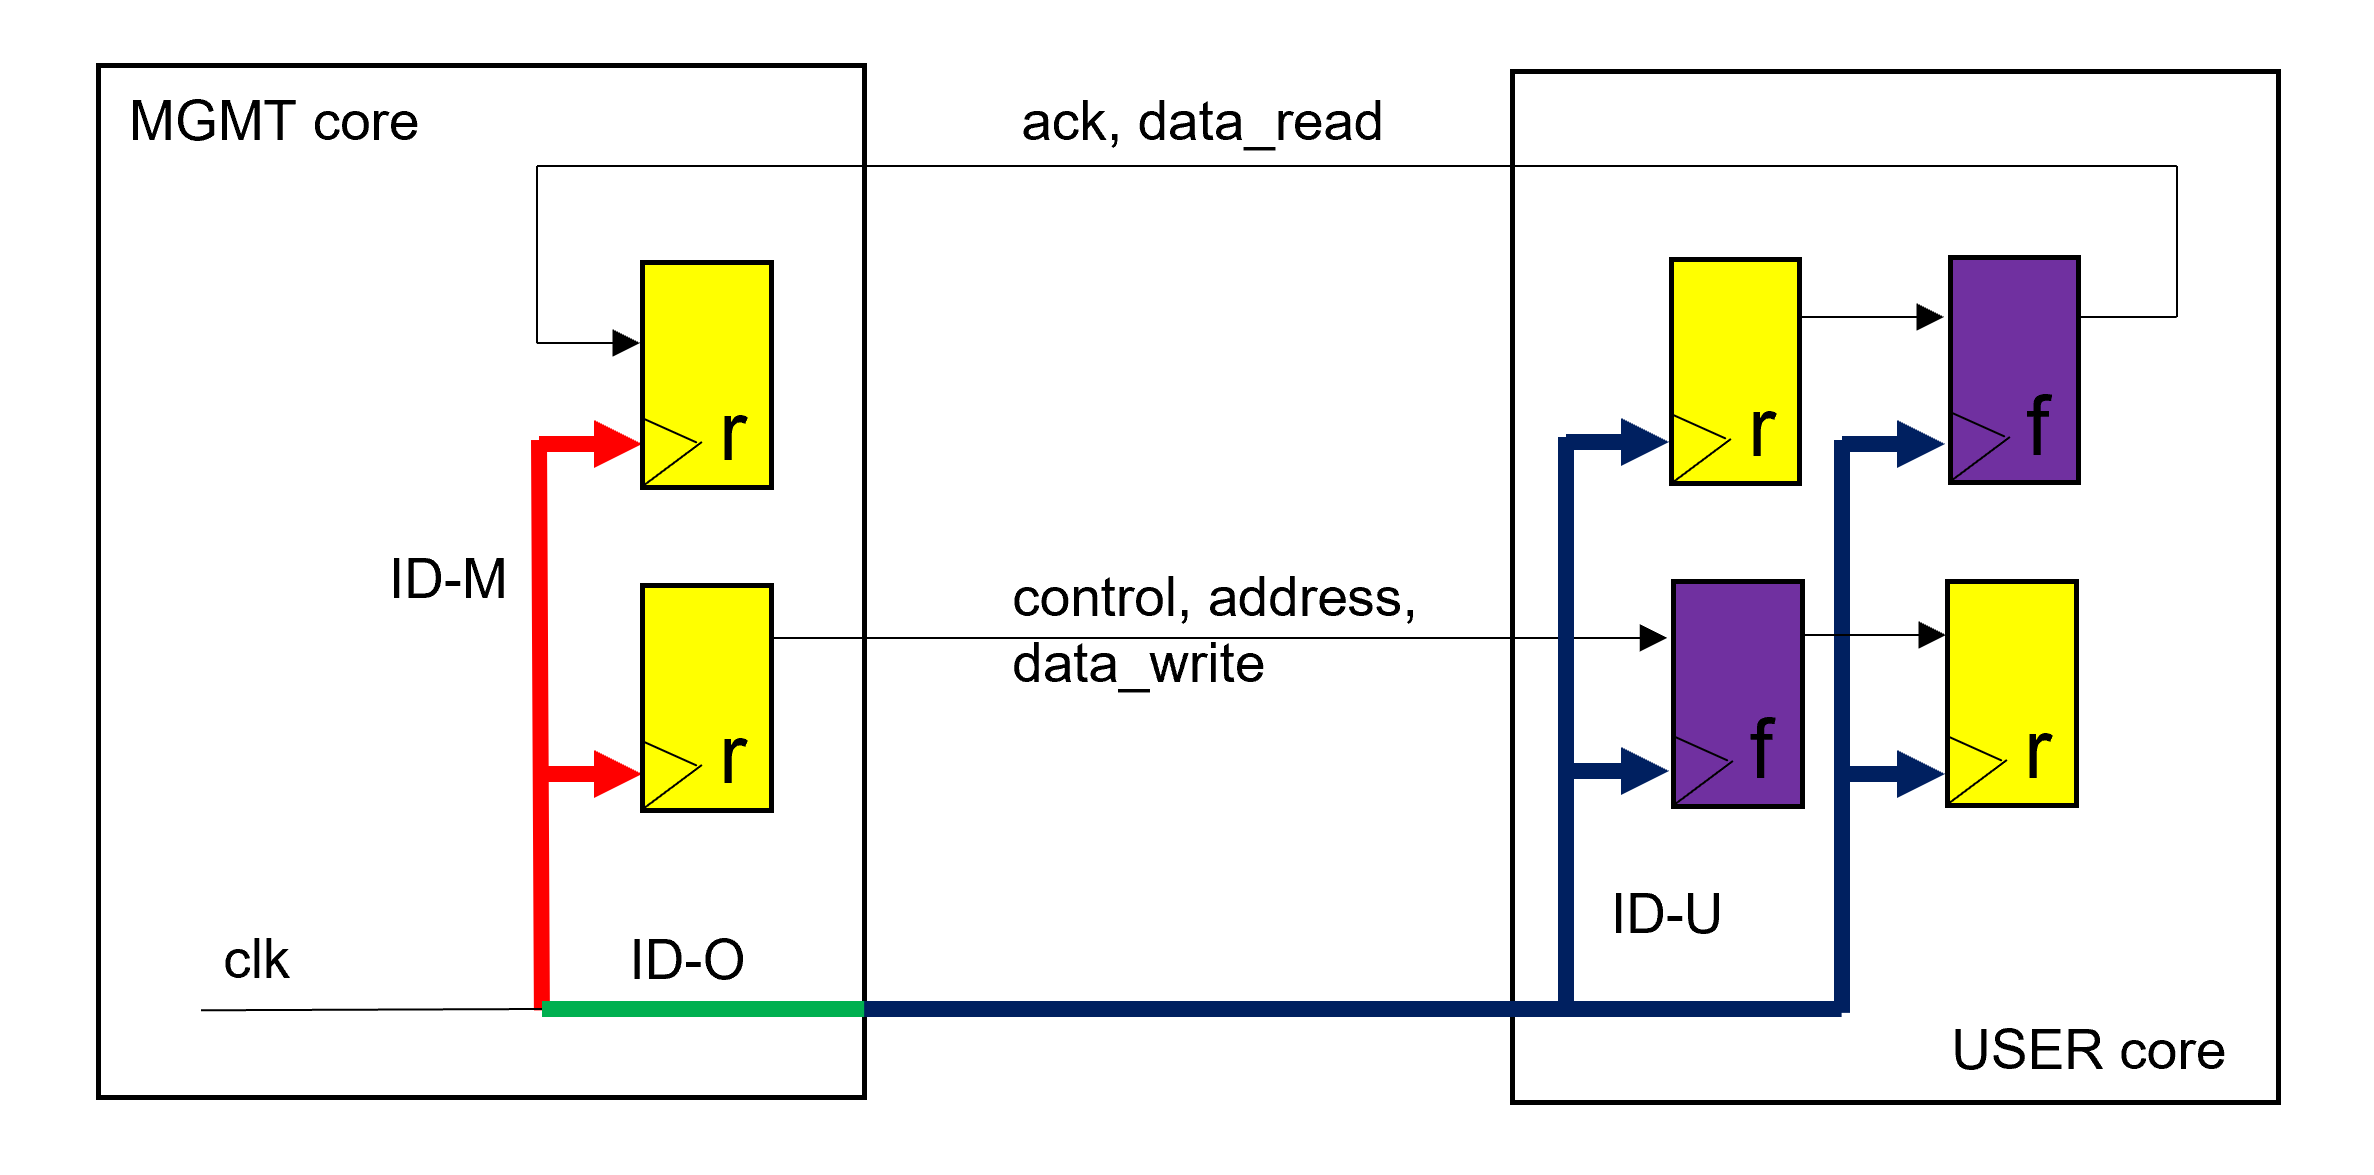 MGMT core
ack, data_read
r
r
f
ID-M
control, address,
data_write
r
f
r
ID-U
clk
ID-O
USER core